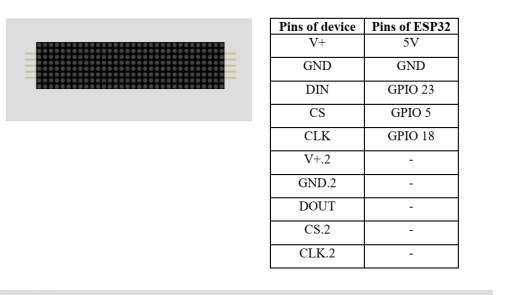 Pins of device Pins of ESP32
V+ 5V
GND GND
DIN GPIO 23
CS GPIO 5
CLK GPIO 18
V+.2 -
GND.2 -
DOUT -
CS.2 -
CLK.2 -